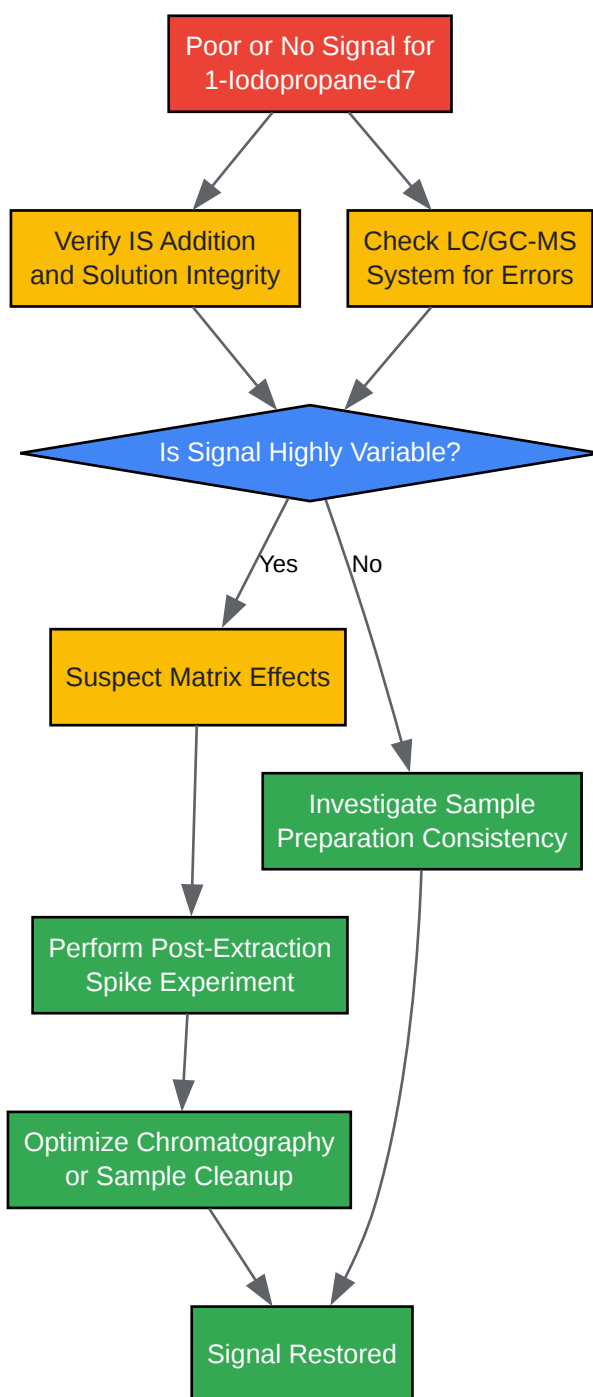 Poor or No Signal for
1-Iodopropane-d7
Verify IS Addition
and Solution Integrity
Check LC/GC-MS
System for Errors
Is Signal Highly Variable?
Yes
No
Suspect Matrix Effects
Investigate Sample
Preparation Consistency
Perform Post-Extraction
Spike Experiment
Optimize Chromatography
or Sample Cleanup
Signal Restored